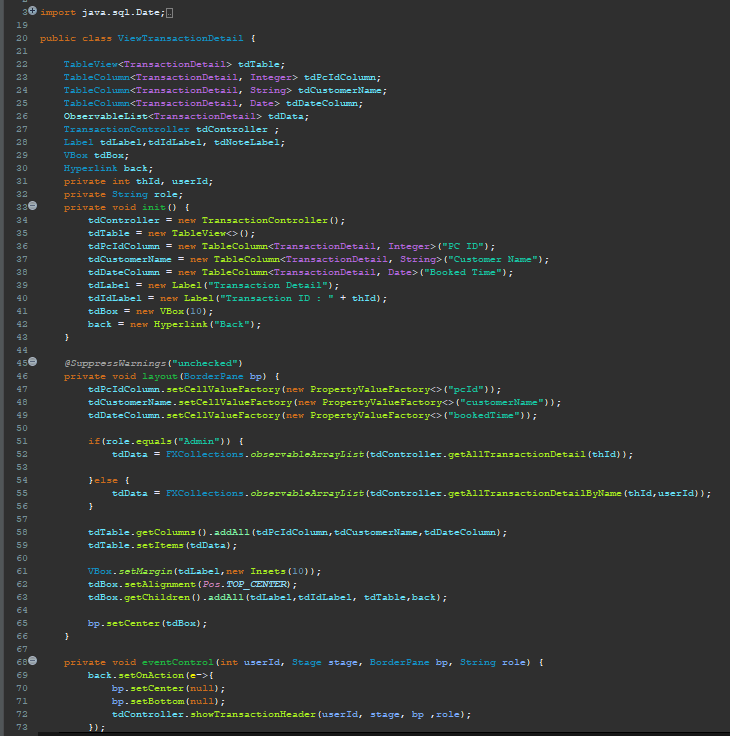 3 import java.sql.Date;
19
20 public class ViewTransactionDetail {
21
22 TableView<TransactionDetail> tdTable;
23 TableColumn<TransactionDetail, Integer> tdPcIdColumn;
24 TableColumn<TransactionDetail, String> tdCustomerName;
25 TableColumn<TransactionDetail, Date> tdDateColumn;
26 ObservableList<TransactionDetail> tdData;
27 TransactionController tdController ;
28 Label tdLabel,tdIdLabel, tdNoteLabel;
29 VBox tdBox;
30 Hyperlink back;
31 private int thId, userId;
32 private String role;
33 private void init() {
34 tdController = new TransactionController();
35 tdTable = new TableView<>();
36 tdPcIdColumn = new TableColumn<TransactionDetail, Integer>("PC ID");
37 tdCustomerName = new TableColumn<TransactionDetail, String>("Customer Name");
38 tdDateColumn = new TableColumn<TransactionDetail, Date>("Booked Time");
39 tdLabel = new Label("Transaction Detail");
40 tdIdLabel = new Label("Transaction ID : " + thId);
41 tdBox = new VBox(10);
42 back = new Hyperlink("Back");
43 }
44
45 @SuppressWarnings("unchecked")
46 private void layout(BorderPane bp) {
47 tdPcIdColumn.setCellValueFactory(new PropertyValueFactory<>("pcId"));
48 tdCustomerName.setCellValueFactory(new PropertyValueFactory<>("customerName"));
49 tdDateColumn.setCellValueFactory(new PropertyValueFactory<>("bookedTime"));
50
51 if(role.equals("Admin")) {
52 tdData = FXCollections.observableArrayList(tdController.getAllTransactionDetail(thId));
53
54 }else {
55 tdData = FXCollections.observableArrayList(tdController.getAllTransactionDetailByName(thId,userId));
56 }
57
58 tdTable.getColumns().addAll(tdPcIdColumn,tdCustomerName,tdDateColumn);
59 tdTable.setItems(tdData);
60
61 VBox.setMargin(tdLabel,new Insets(10));
62 tdBox.setAlignment(Pos.TOP_CENTER);
63 tdBox.getChildren().addAll(tdLabel,tdIdLabel, tdTable,back);
64
65 bp.setCenter(tdBox);
66 }
67
68 private void eventControl(int userId, Stage stage, BorderPane bp, String role) {
69 back.setOnAction(e->{
70 bp.setCenter(null);
71 bp.setBottom(null);
72 tdController.showTransactionHeader(userId, stage, bp ,role);
73 });